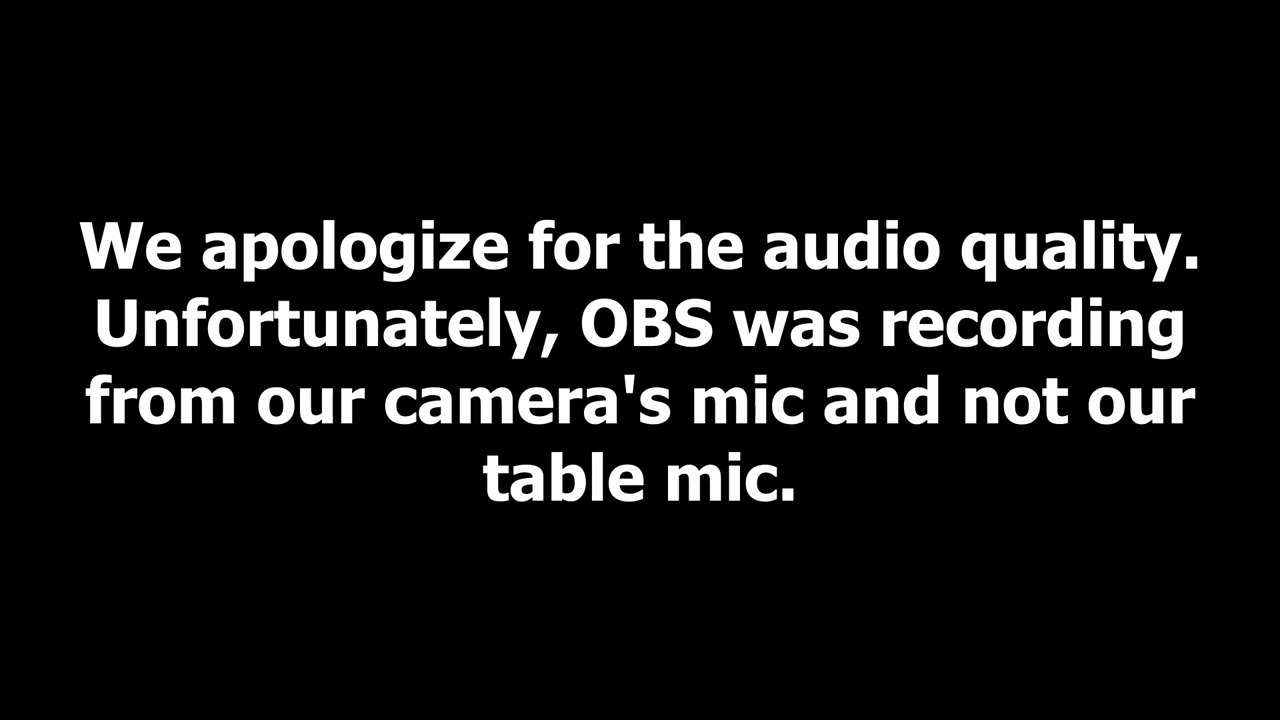 We apologize for the audio quality.
Unfortunately, OBS was recording
from our camera's mic and not our
table mic.